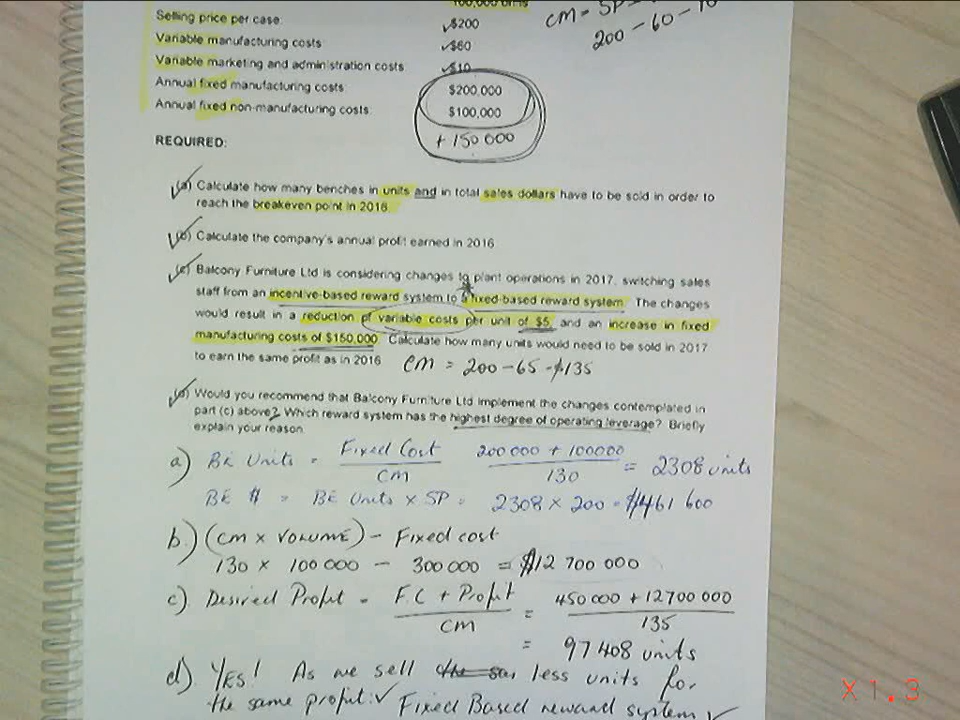 100,000 units
Selling price per case: $200
CM = SP -
Variable manufacturing costs $60
200 - 60 - 10
Variable marketing and administration costs $10
Annual fixed manufacturing costs: $200,000
Annual fixed non-manufacturing costs: $100,000
+ 150 000
REQUIRED:
(a) Calculate how many benches in units and in total sales dollars have to be sold in order to
reach the breakeven point in 2016.
(b) Calculate the company's annual profit earned in 2016
(c) Balcony Furniture Ltd is considering changes to plant operations in 2017, switching sales
staff from an incentive-based reward system to a fixed-based reward system. The changes
would result in a reduction of variable costs per unit of $5, and an increase in fixed
manufacturing costs of $150,000. Calculate how many units would need to be sold in 2017
to earn the same profit as in 2016
CM = 200 - 65 = $135
(d) Would you recommend that Balcony Furniture Ltd implement the changes contemplated in
part (c) above? Which reward system has the highest degree of operating leverage? Briefly
explain your reason.
a) BE Units = Fixed Cost / CM 200 000 + 100000 / 130 = 2308 units
BE $ = BE Units × SP = 2308 × 200 = $461 600
b.) (CM × VOLUME) - Fixed cost
130 × 100 000 - 300 000 = $12 700 000
c) Desired Profit = F.C + Profit / CM = 450 000 + 12700 000 / 135
= 97 408 units
d) YES! As we sell less units for
the same profit. ✓ Fixed Based reward system ✓
X1.3